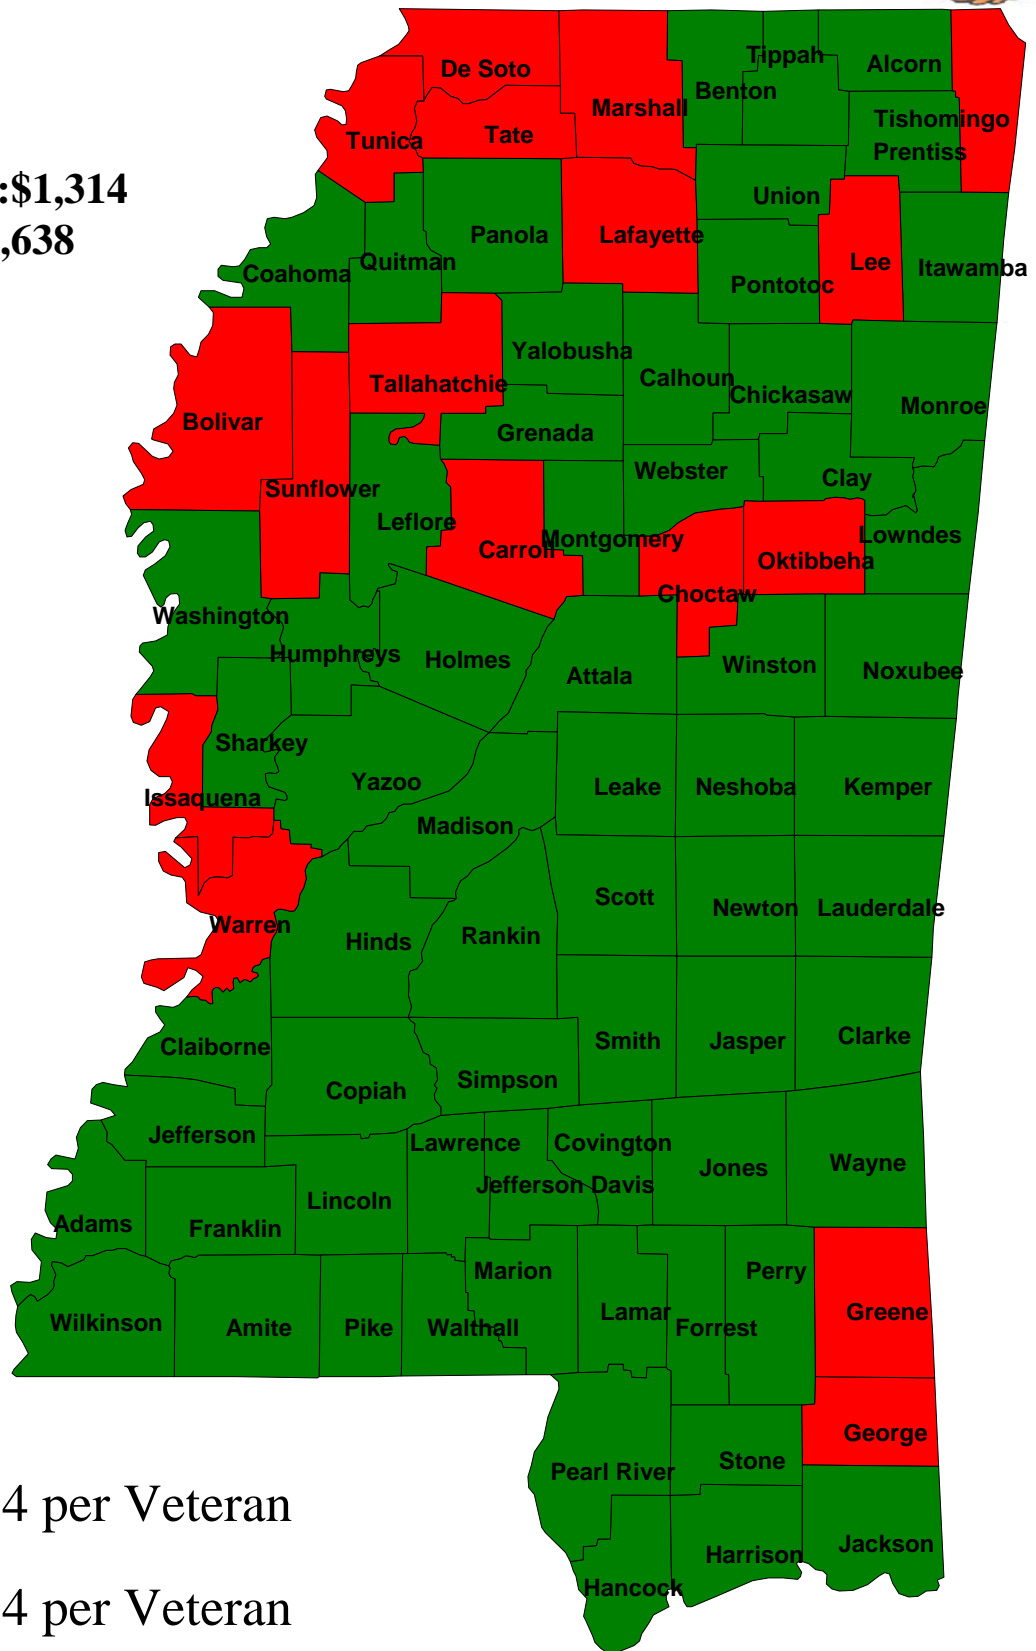 Tippah
Alcorn
De Soto
Benton
Marshall
Tishomingo
Tunica
Tate
Prentiss
:$1,314
Union
,638
Panola
Lafayette
Quitman
Lee
Itawamba
Coahoma
Pontotoc
Yalobusha
Calhoun
Tallahatchie
Chickasaw
Monroe
Bolivar
Grenada
Webster
Clay
Sunflower
Leflore
Lowndes
Montgomery
Carroll
Oktibbeha
Choctaw
Washington
Humphreys
Holmes
Winston
Noxubee
Attala
Sharkey
Yazoo
Leake
Neshoba
Kemper
Issaquena
Madison
Scott
Newton
Lauderdale
Warren
Hinds
Rankin
Clarke
Smith
Jasper
Claiborne
Simpson
Copiah
Jefferson
Lawrence
Covington
Wayne
Jones
Jefferson Davis
Lincoln
Adams
Franklin
Marion
Perry
Lamar
Greene
Wilkinson
Amite
Pike
Walthall
Forrest
George
Stone
Pearl River
4 per Veteran
Jackson
Harrison
Hancock
4 per Veteran